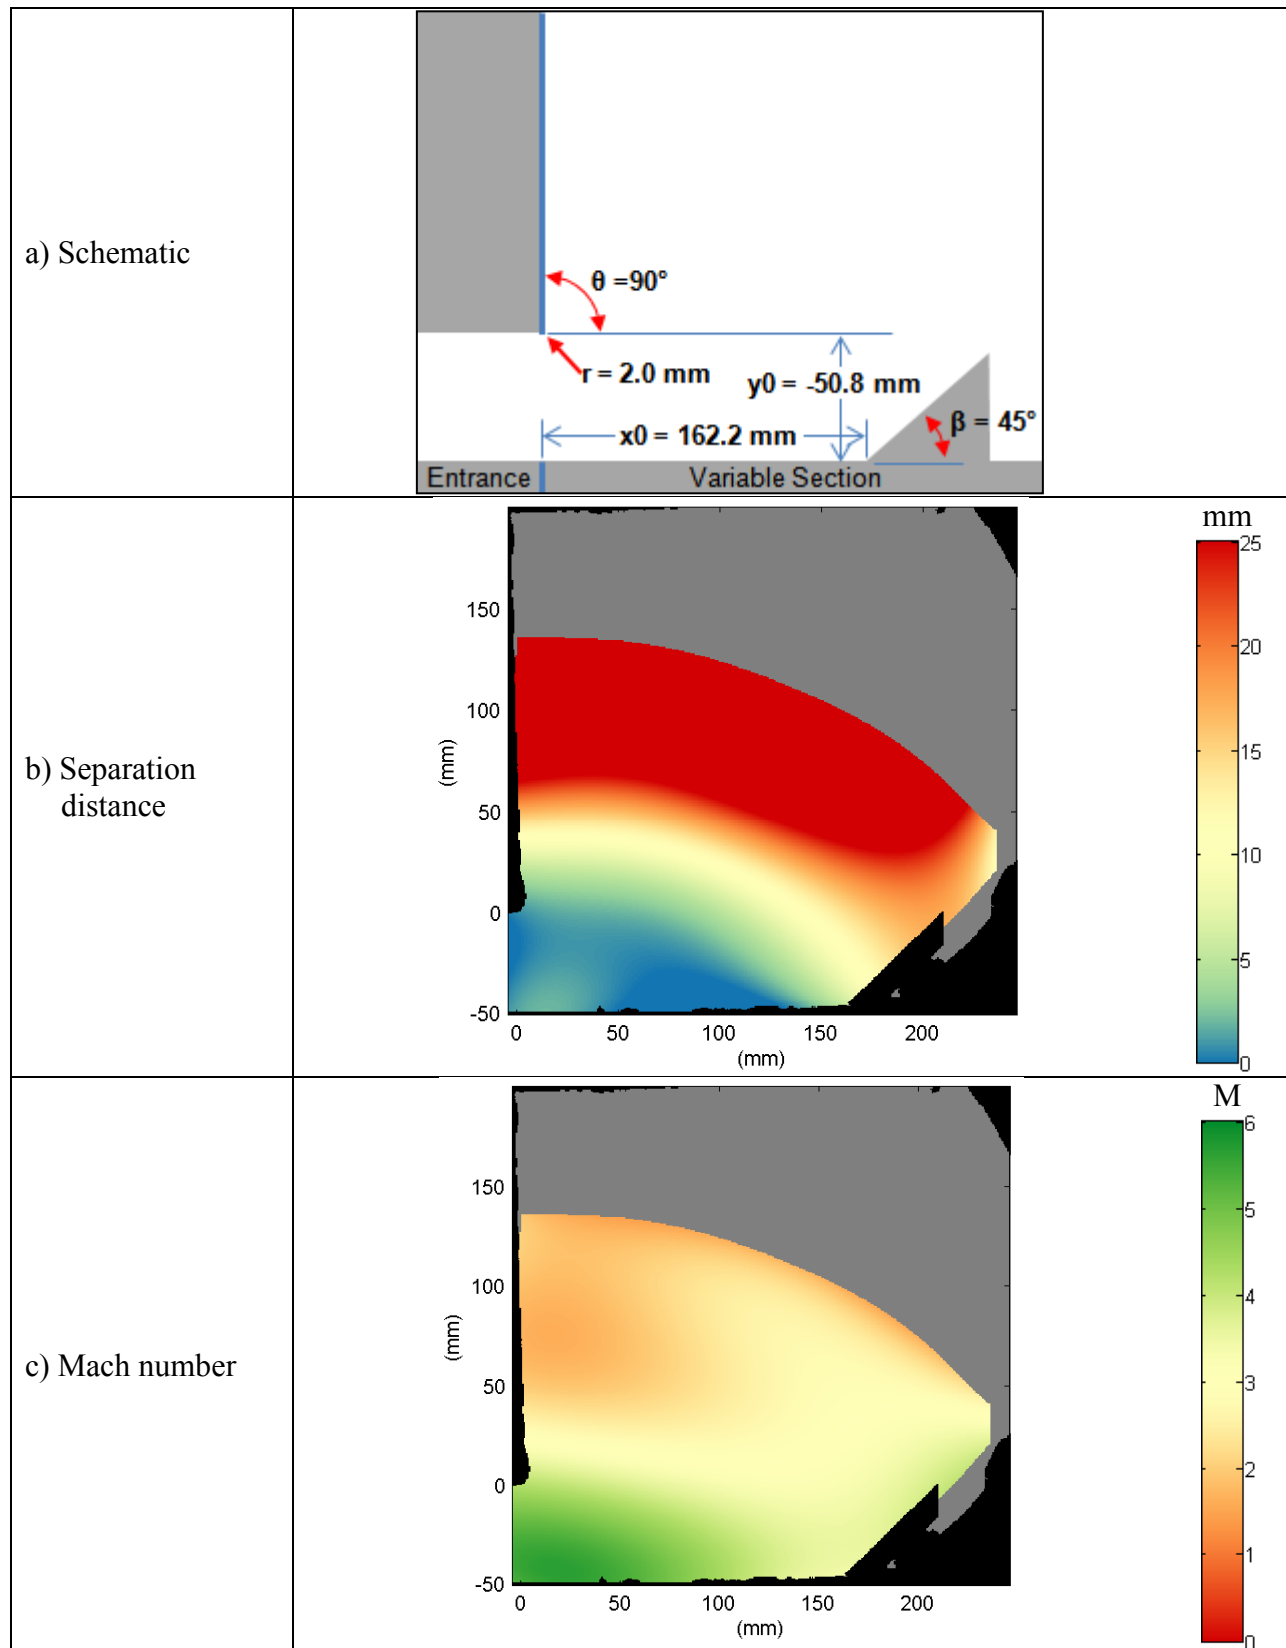 a) Schematic
θ =90°
r = 2.0 mm
y0 = -50.8 mm
x0 = 162.2 mm
β = 45°
Entrance
Variable Section
b) Separation
distance
mm
25
20
15
10
5
0
150
100
50
0
-50
(mm)
0 50 100 150 200
(mm)
c) Mach number
M
6
5
4
3
2
1
0
150
100
50
0
-50
(mm)
0 50 100 150 200
(mm)